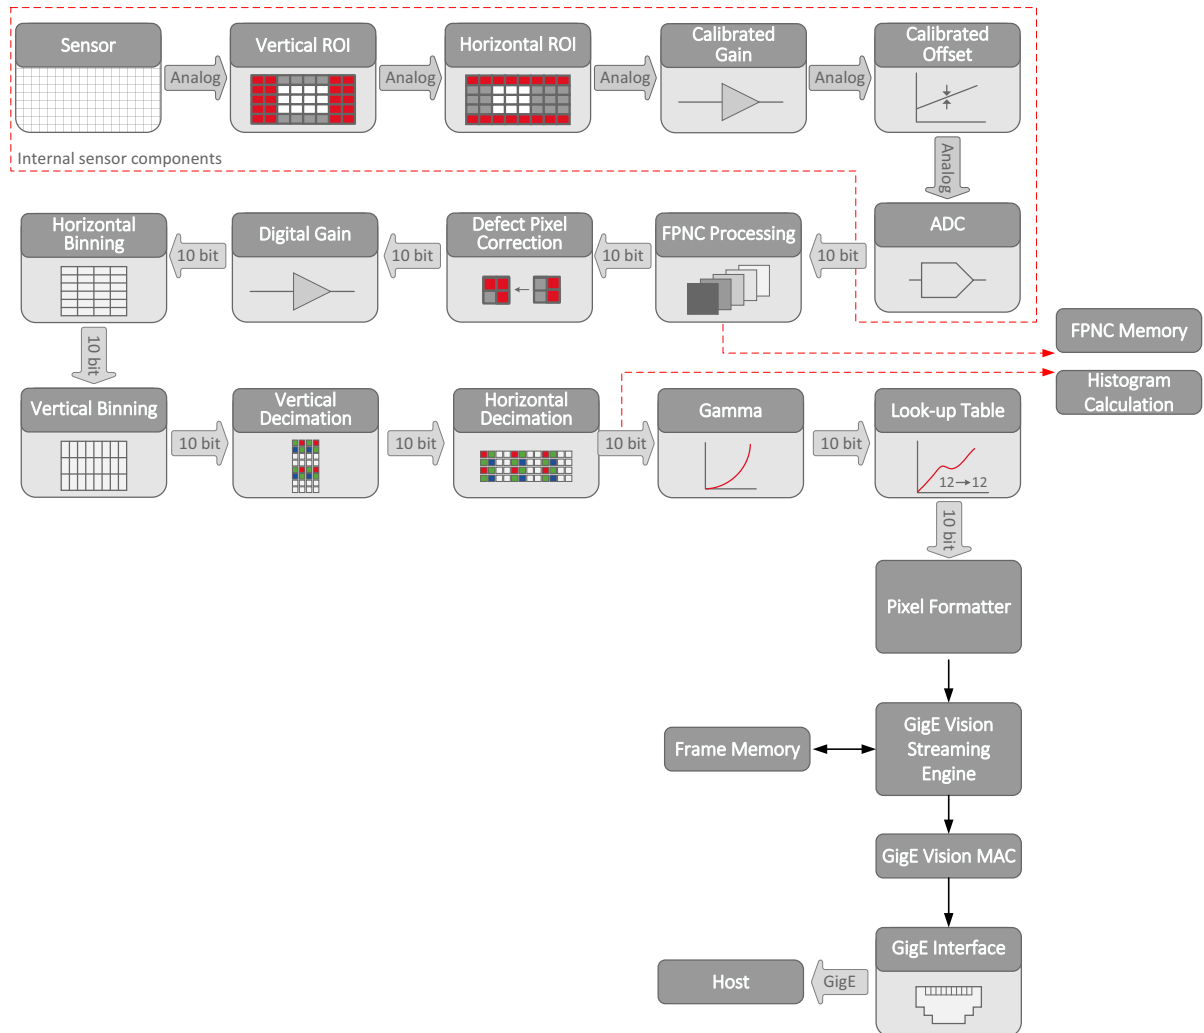 Sensor
Analog
Vertical ROI
Analog
Horizontal ROI
Analog
Calibrated
Gain
Analog
Calibrated
Offset
Internal sensor components
Analog
Horizontal
Binning
10 bit
Digital Gain
10 bit
Defect Pixel
Correction
10 bit
FPNC Processing
10 bit
ADC
FPNC Memory
10 bit
Histogram
Calculation
Vertical Binning
10 bit
Vertical
Decimation
10 bit
Horizontal
Decimation
10 bit
Gamma
10 bit
Look-up Table
12→12
10 bit
Pixel Formatter
Frame Memory
GigE Vision
Streaming
Engine
GigE Vision MAC
GigE Interface
Host
GigE